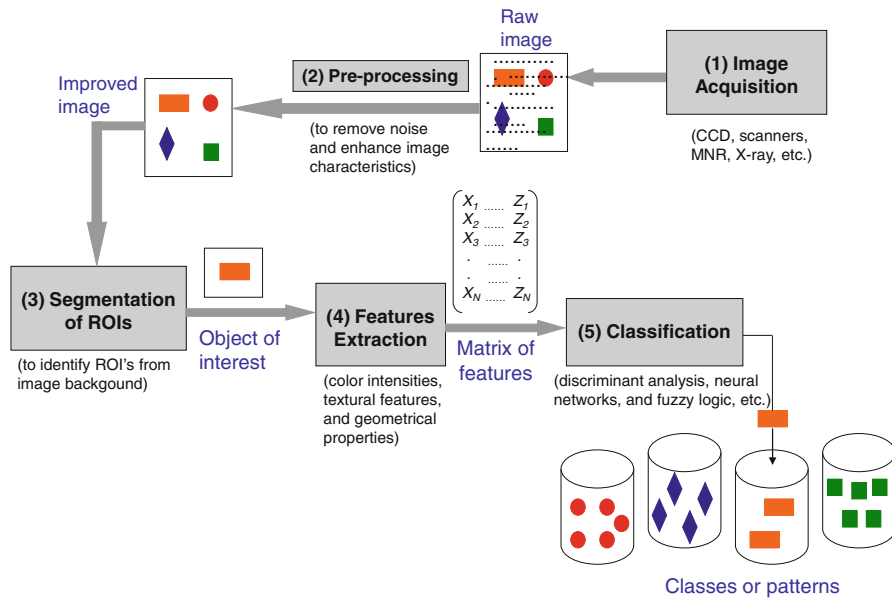 (1) Image
Acquisition
(CCD, scanners,
MNR, X-ray, etc.)
Raw
image
(2) Pre-processing
(to remove noise
and enhance image
characteristics)
Improved
image
(3) Segmentation
of ROIs
(to identify ROI's from
image backgound)
Object of
interest
(4) Features
Extraction
(color intensities,
textural features,
and geometrical
properties)
X1 ...... Z1
X2 ...... Z2
X3 ...... Z3
. ...... .
. ...... .
XN ...... ZN
Matrix of
features
(5) Classification
(discriminant analysis, neural
networks, and fuzzy logic, etc.)
Classes or patterns